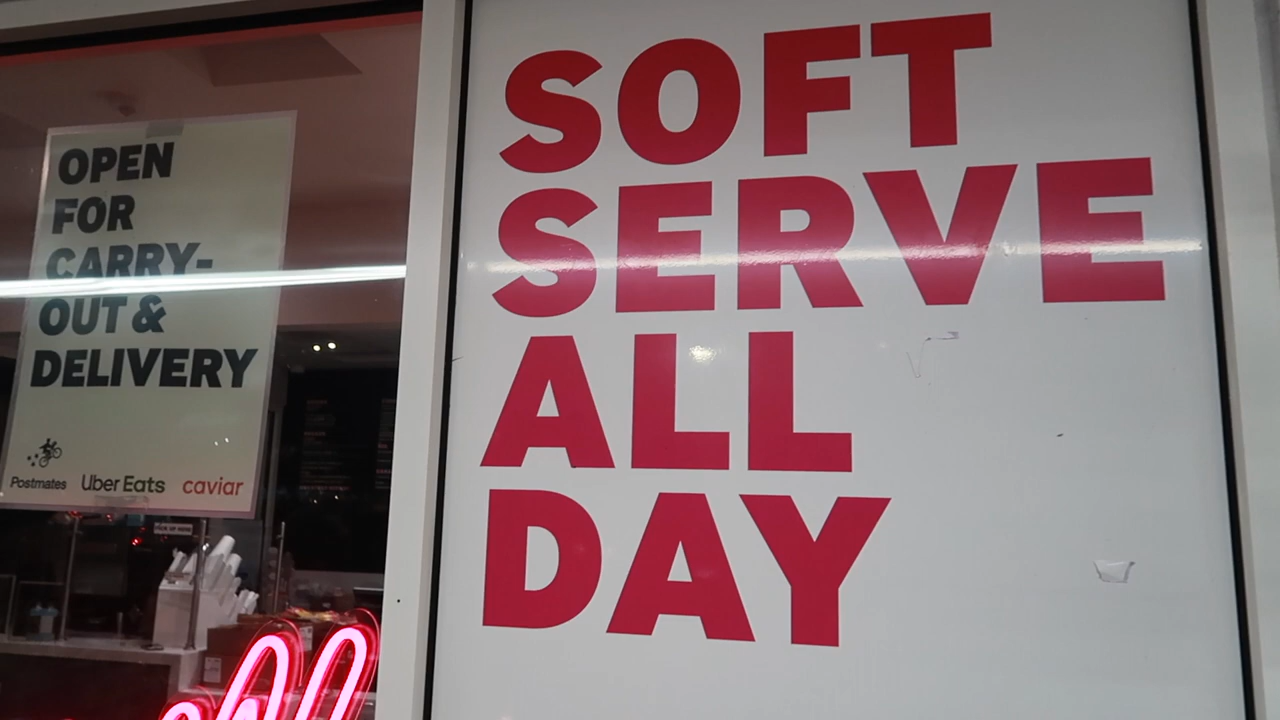 OPEN
FOR
CARRY-
OUT &
DELIVERY
Postmates Uber Eats caviar
SOFT
SERVE
ALL
DAY